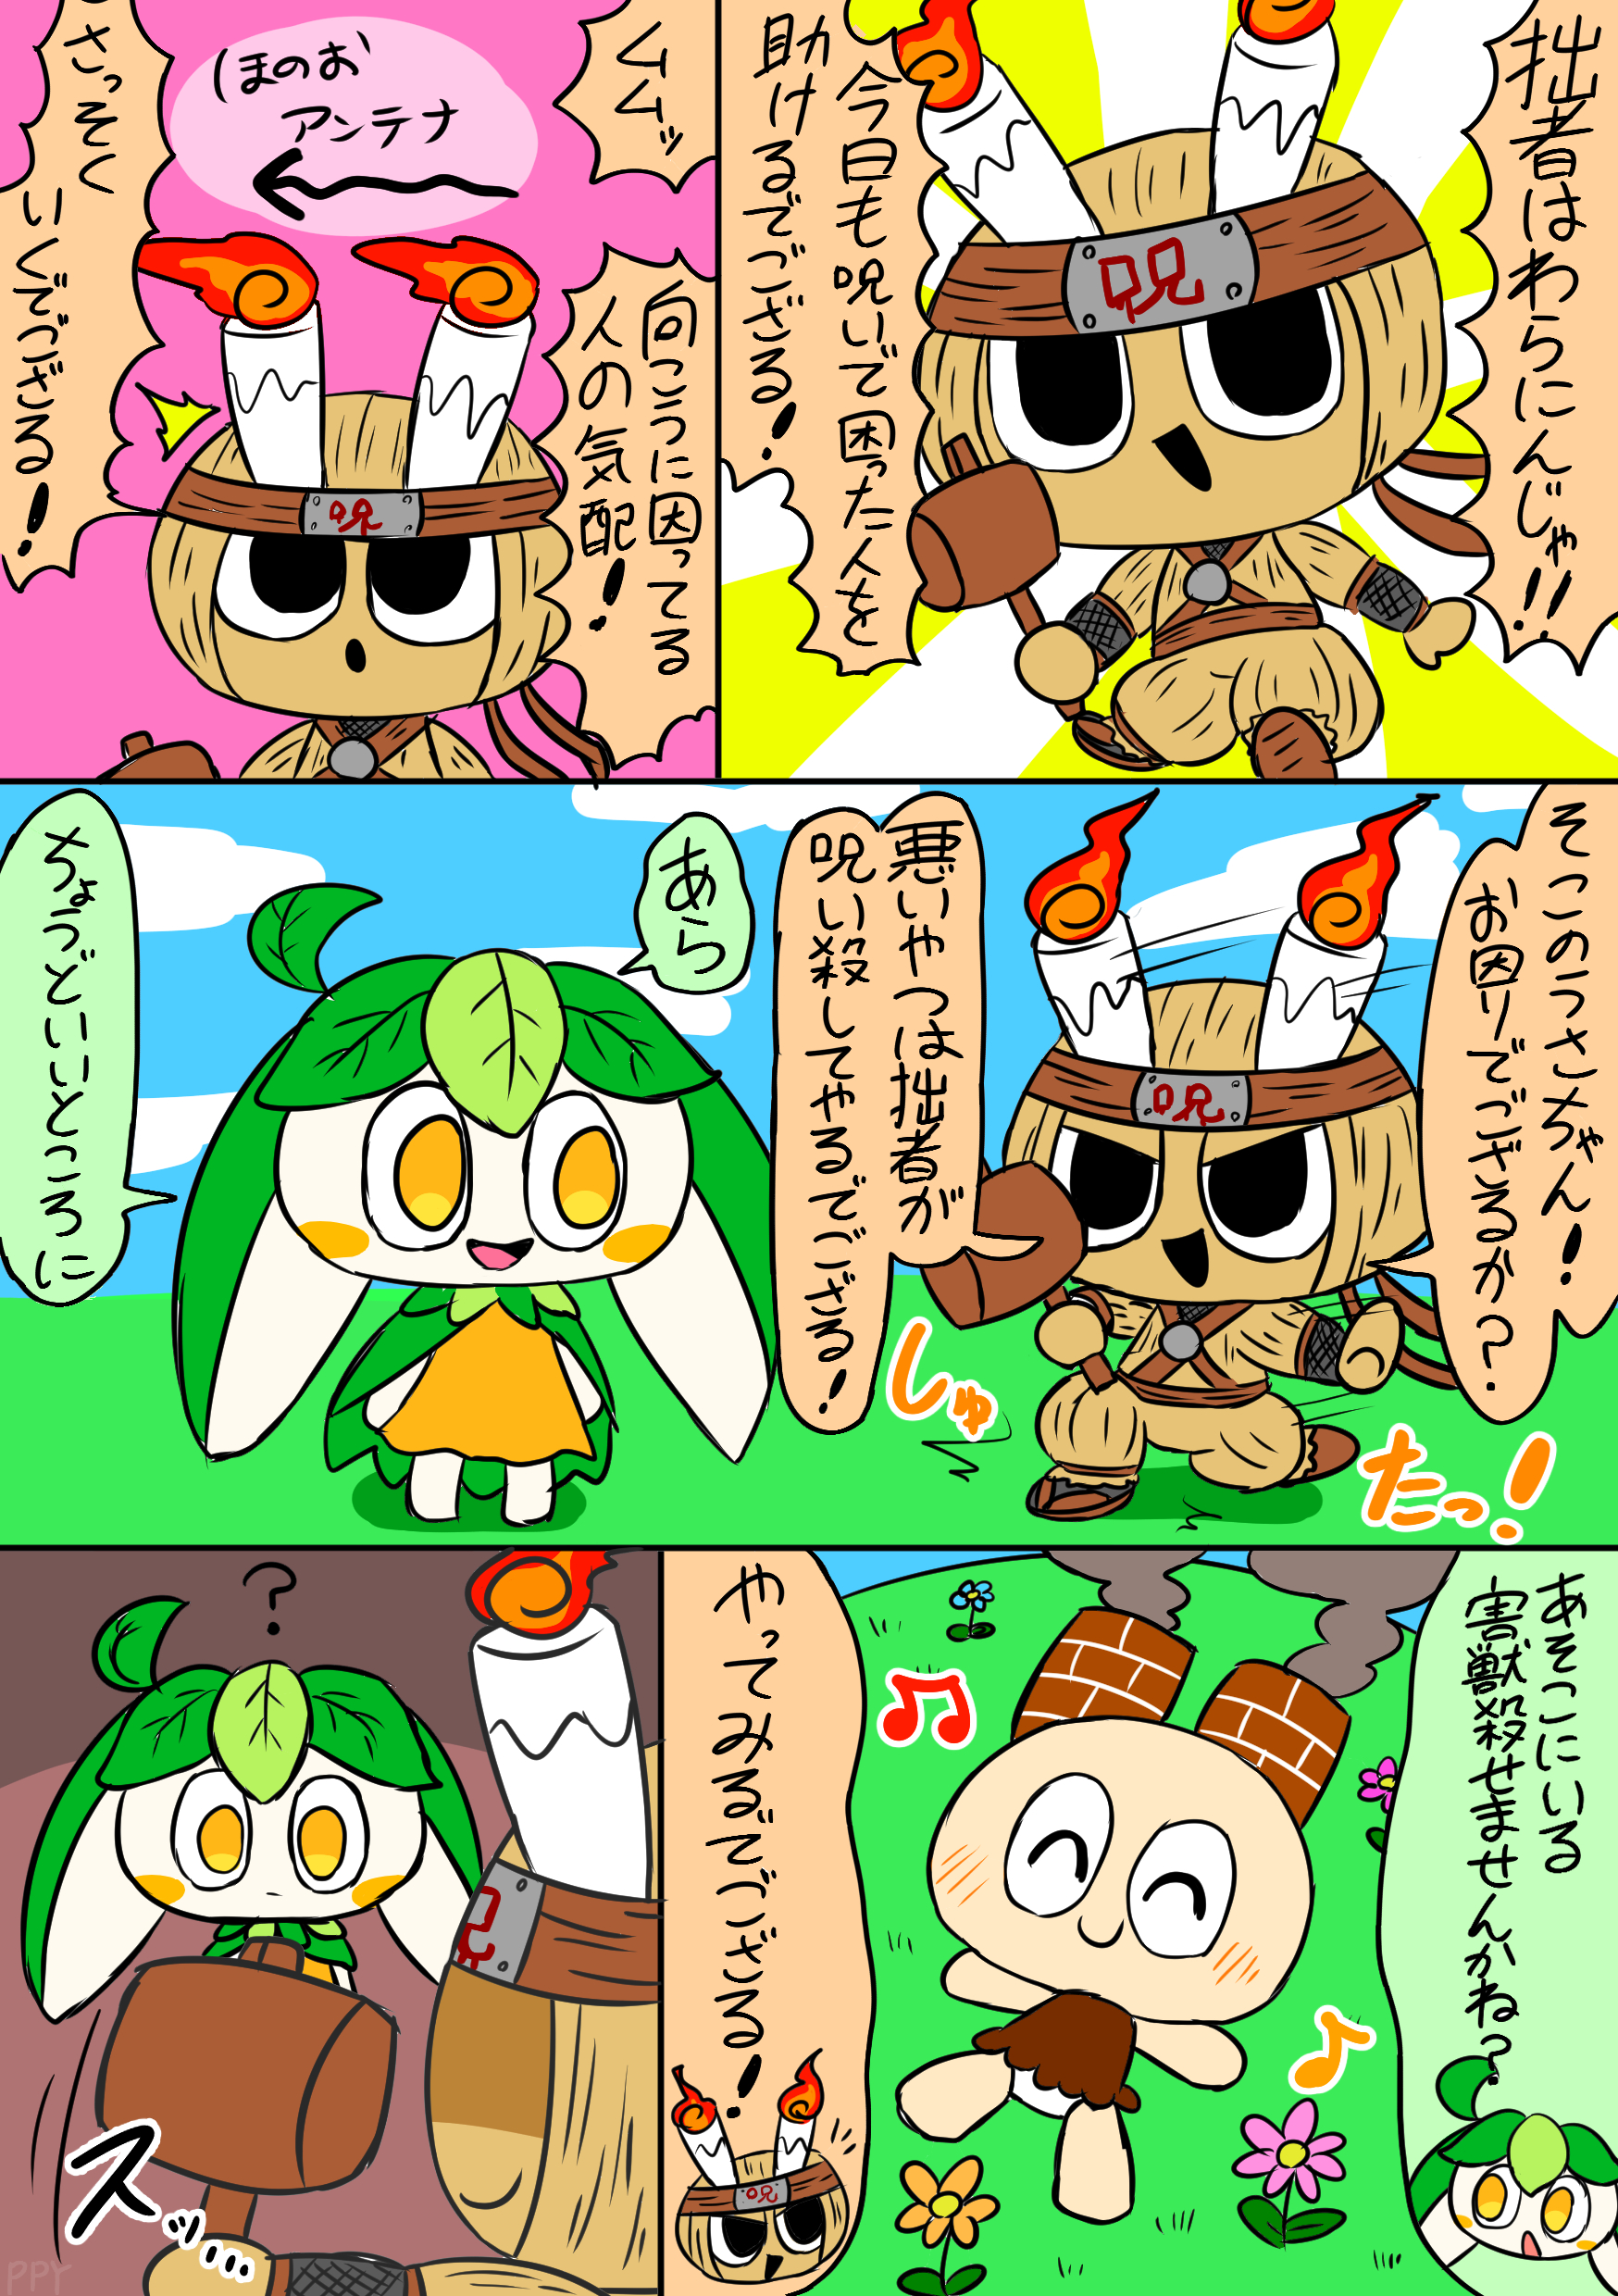 拙者はわらにんじゃ!!
今日も呪いで困った人を
助けるでござる!
呪
ムムッ
ほのお
アンテナ
向こうに困ってる
人の気配!
さっそく
いくでござる!
呪
そこのうさちゃん!
お困りでござるか?
悪いやつは拙者が
呪い殺してやるでござる!
呪
しゅ
たっ!
あら
ちょうどいいところに
あそこにいる
害獣殺せませんかね?
やってみるでござる!
呪
?
呪
スッ…
PPY